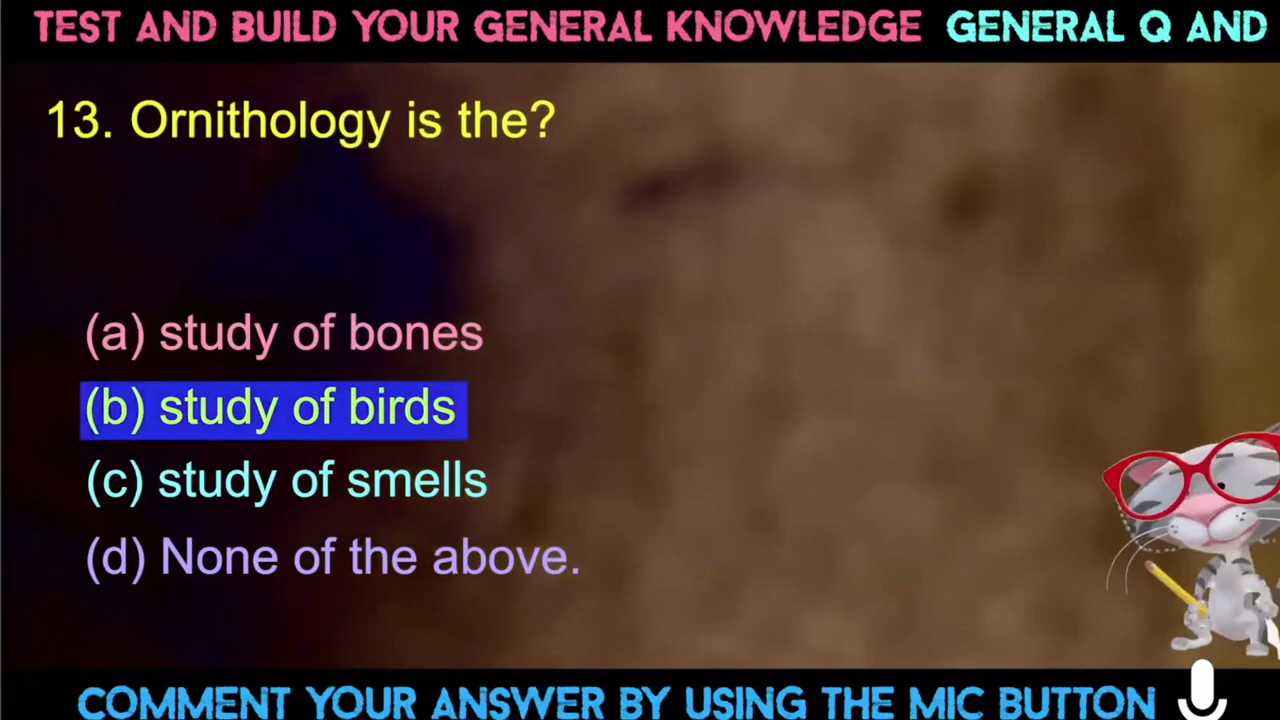 TEST AND BUILD YOUR GENERAL KNOWLEDGE GENERAL Q AND
13. Ornithology is the?
(a) study of bones
(b) study of birds
(c) study of smells
(d) None of the above.
COMMENT YOUR ANSWER BY USING THE MIC BUTTON